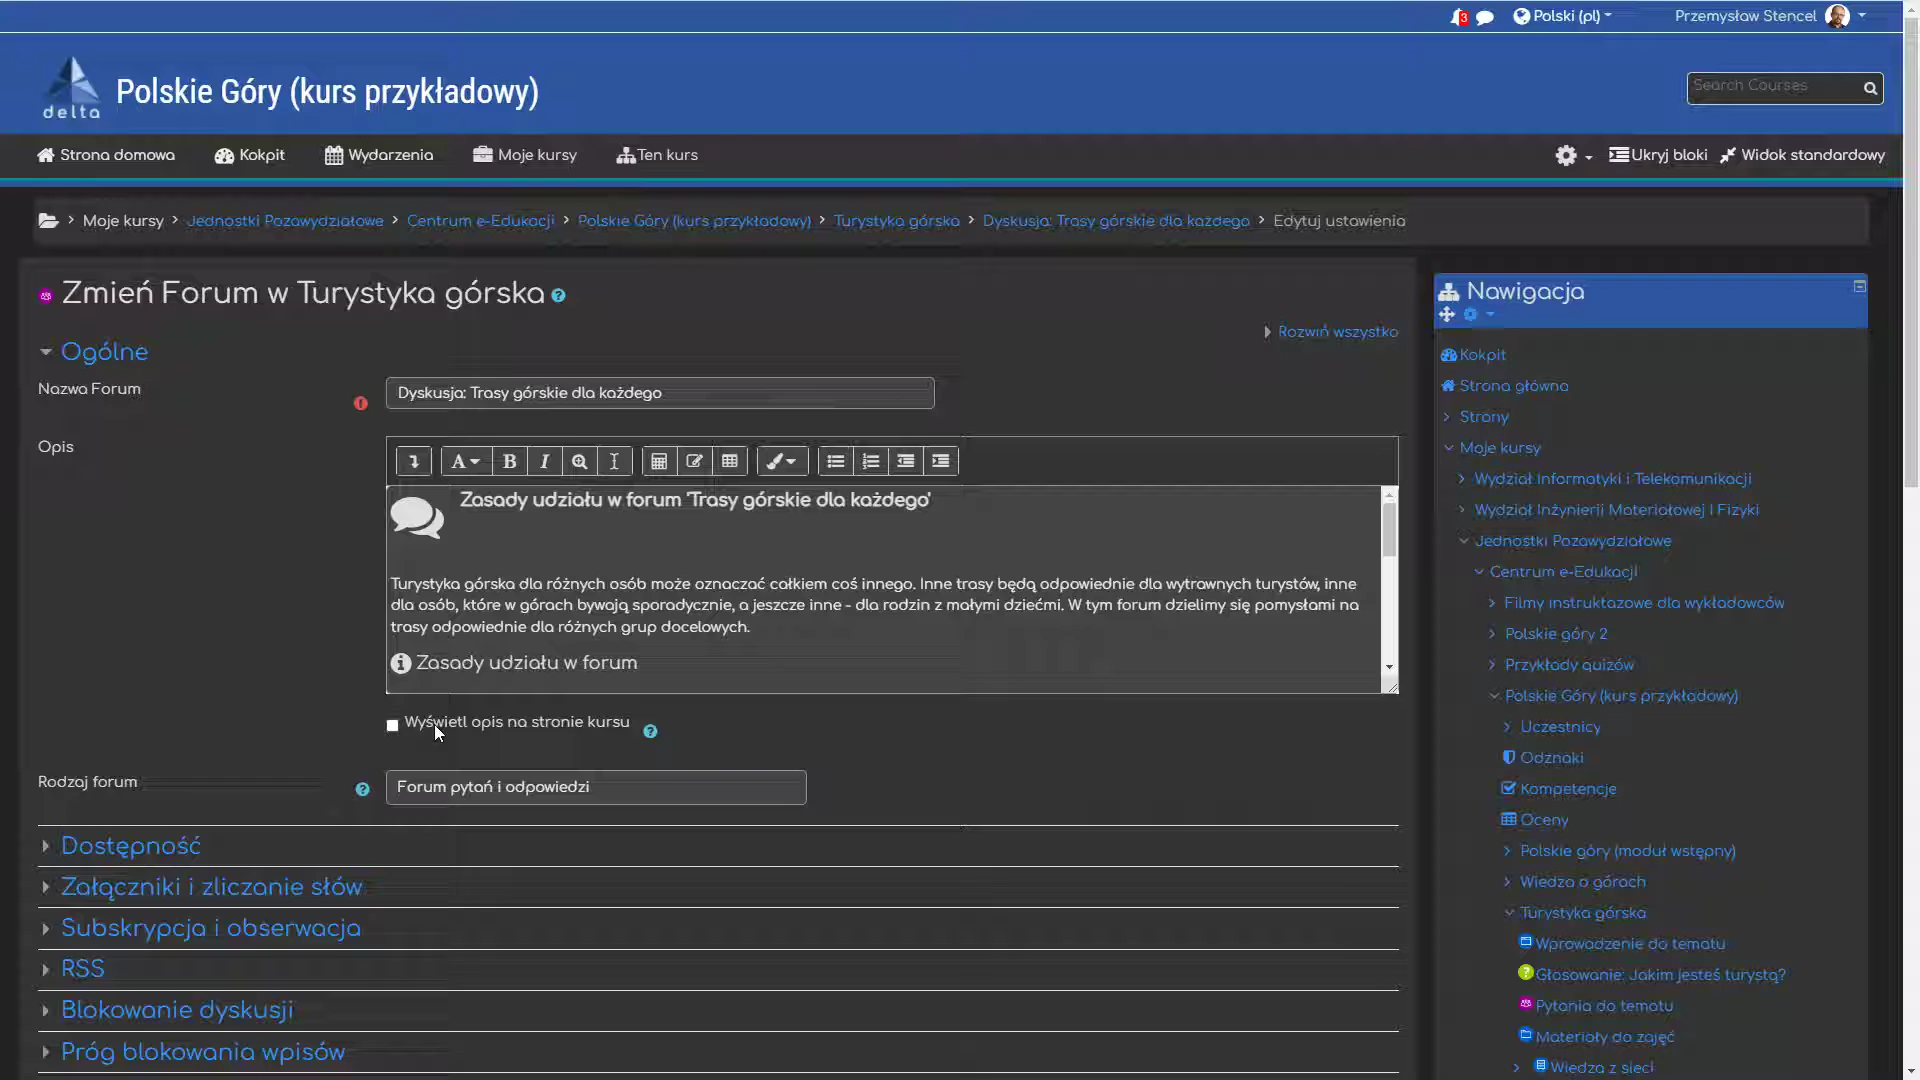 3
Polski (pl)
Przemysław Stencel
delta
Polskie Góry (kurs przykładowy)
Search Courses
Strona domowa
Kokpit
Wydarzenia
Moje kursy
Ten kurs
Ukryj bloki
Widok standardowy
Moje kursy
Jednostki Pozawydziałowe
Centrum e-Edukacji
Polskie Góry (kurs przykładowy)
Turystyka górska
Dyskusja: Trasy górskie dla każdego
Edytuj ustawienia
Zmień Forum w Turystyka górska
Rozwiń wszystko
Ogólne
Nazwa Forum
Dyskusja: Trasy górskie dla każdego
Opis
Zasady udziału w forum 'Trasy górskie dla każdego'
Turystyka górska dla różnych osób może oznaczać całkiem coś innego. Inne trasy będą odpowiednie dla wytrawnych turystów, inne
dla osób, które w górach bywają sporadycznie, a jeszcze inne - dla rodzin z małymi dziećmi. W tym forum dzielimy się pomysłami na
trasy odpowiednie dla różnych grup docelowych.
Zasady udziału w forum
Wyświetl opis na stronie kursu
Rodzaj forum
Forum pytań i odpowiedzi
Dostępność
Załączniki i zliczanie słów
Subskrypcja i obserwacja
RSS
Blokowanie dyskusji
Próg blokowania wpisów
Nawigacja
Kokpit
Strona główna
Strony
Moje kursy
Wydział Informatyki i Telekomunikacji
Wydział Inżynierii Materiałowej i Fizyki
Jednostki Pozawydziałowe
Centrum e-Edukacji
Filmy instruktażowe dla wykładowców
Polskie góry 2
Przykłady quizów
Polskie Góry (kurs przykładowy)
Uczestnicy
Odznaki
Kompetencje
Oceny
Polskie góry (moduł wstępny)
Wiedza o górach
Turystyka górska
Wprowadzenie do tematu
Głosowanie: Jakim jesteś turystą?
Pytania do tematu
Materiały do zajęć
Wiedza z sieci